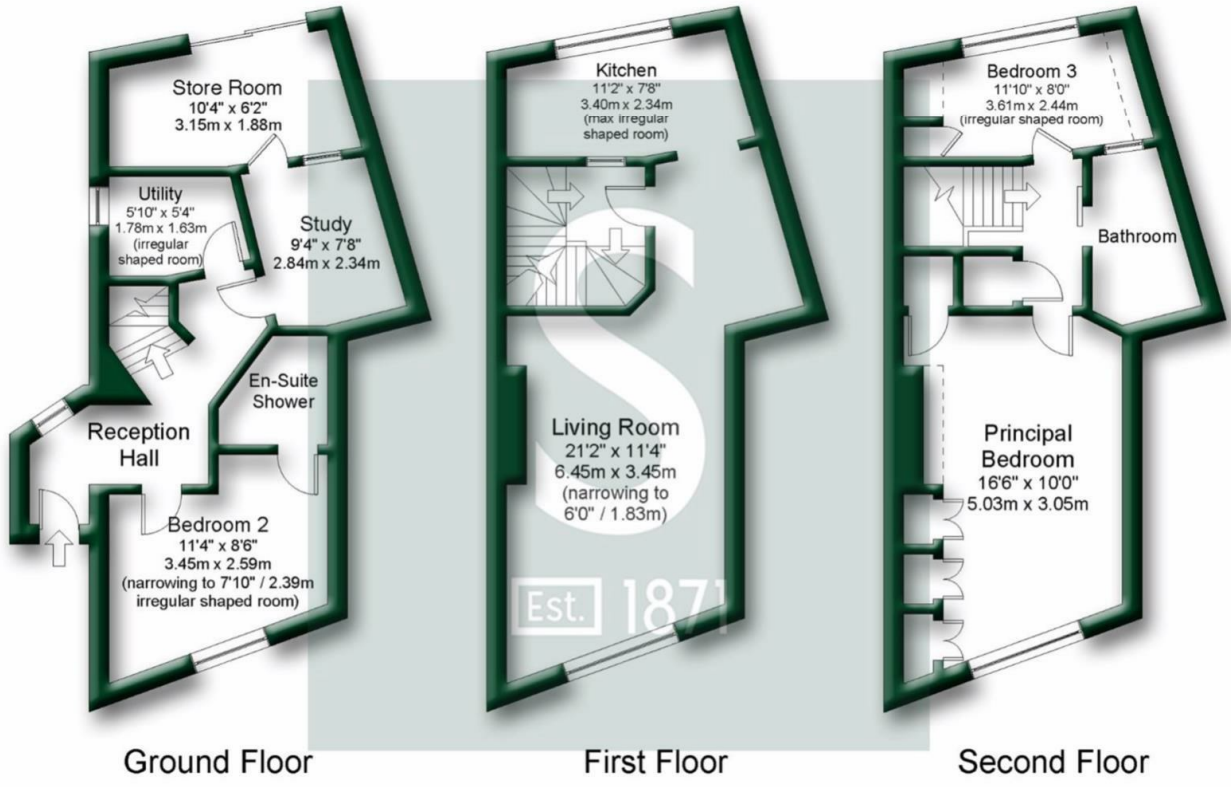 Store Room
10'4" x 6'2"
3.15m x 1.88m
Utility
5'10" x 5'4"
1.78m x 1.63m
(irregular
shaped room)
Study
9'4" x 7'8"
2.84m x 2.34m
En-Suite
Shower
Reception
Hall
Bedroom 2
11'4" x 8'6"
3.45m x 2.59m
(narrowing to 7'10" / 2.39m
irregular shaped room)
Ground Floor
Kitchen
11'2" x 7'8"
3.40m x 2.34m
(max irregular
shaped room)
S
Living Room
21'2" x 11'4"
6.45m x 3.45m
(narrowing to
6'0" / 1.83m)
Est. 1871
First Floor
Bedroom 3
11'10" x 8'0"
3.61m x 2.44m
(irregular shaped room)
Bathroom
Principal
Bedroom
16'6" x 10'0"
5.03m x 3.05m
Second Floor